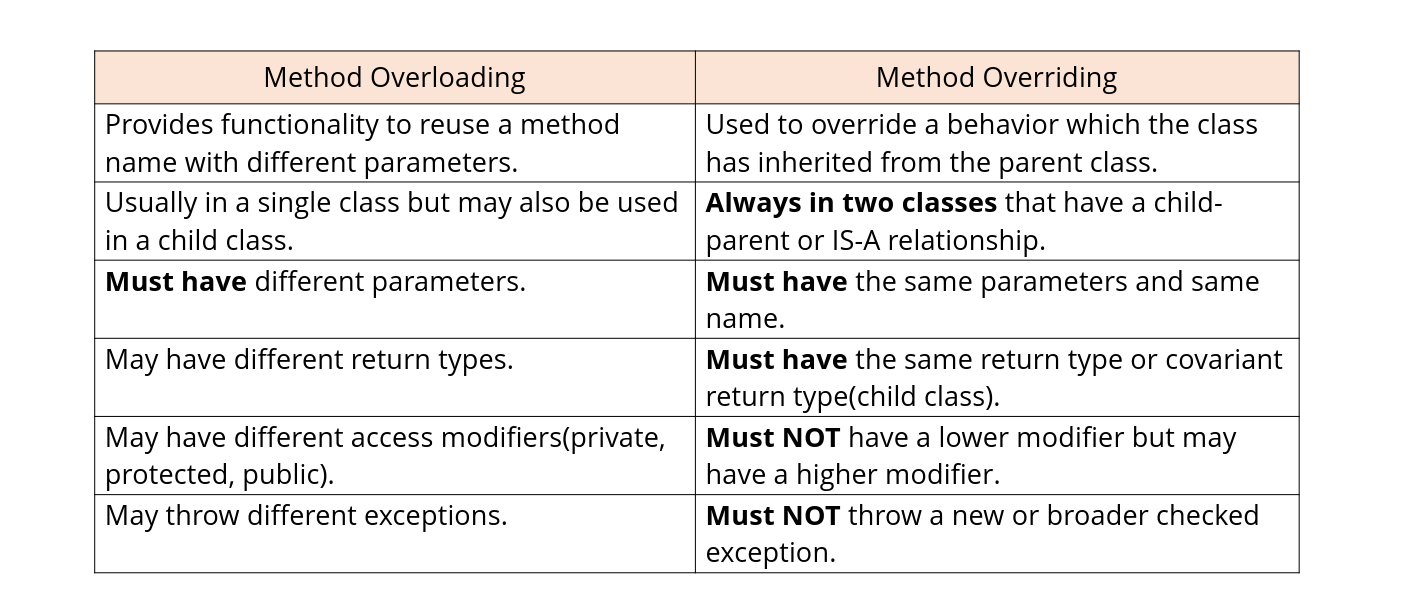 Method Overloading
Method Overriding
Provides functionality to reuse a method
name with different parameters.
Used to override a behavior which the class
has inherited from the parent class.
Usually in a single class but may also be used
in a child class.
Always in two classes that have a child-
parent or IS-A relationship.
Must have different parameters.
Must have the same parameters and same
name.
May have different return types.
Must have the same return type or covariant
return type(child class).
May have different access modifiers(private,
protected, public).
Must NOT have a lower modifier but may
have a higher modifier.
May throw different exceptions.
Must NOT throw a new or broader checked
exception.